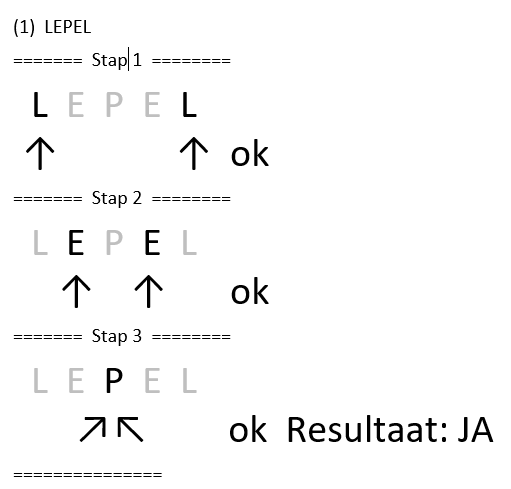 (1) LEPEL
======= Stap 1 ========
L E P E L
↑ ↑ ok
======= Stap 2 ========
L E P E L
↑ ↑ ok
======= Stap 3 ========
L E P E L
↗ ↖ ok Resultaat: JA
===============